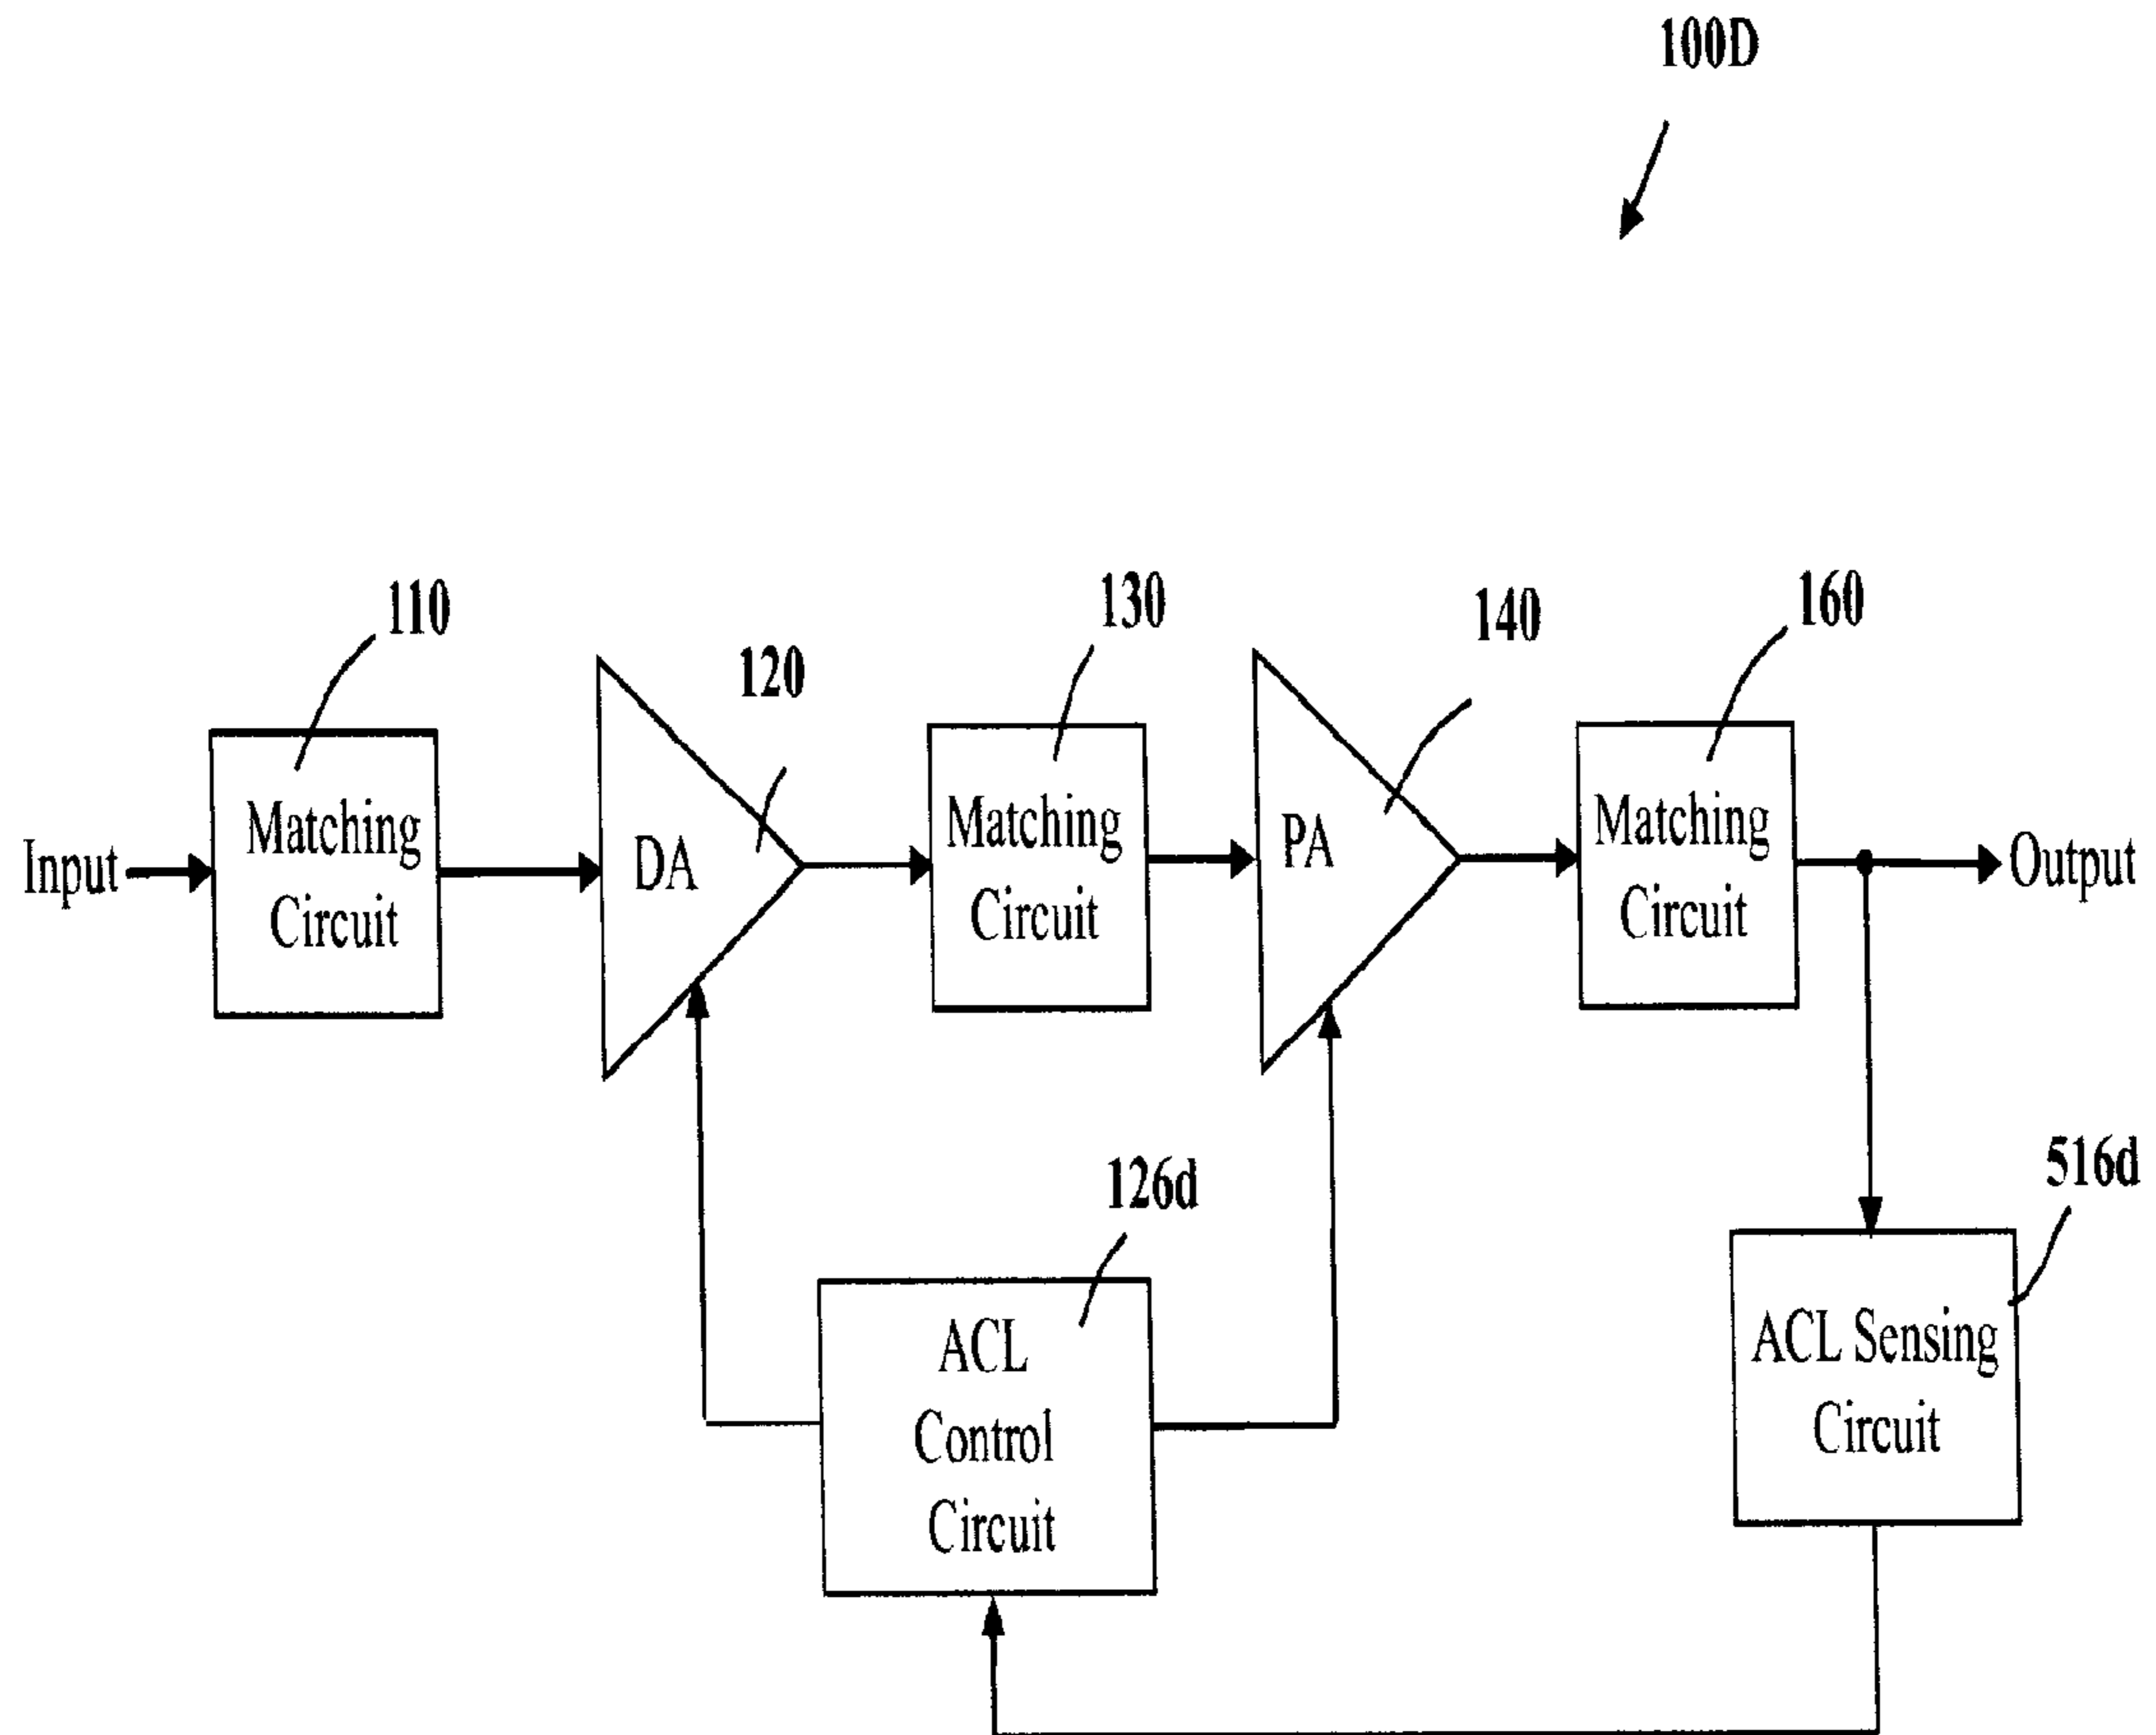 100D
110
120
130
140
160
Input
Matching
Circuit
DA
Matching
Circuit
PA
Matching
Circuit
Output
126d
516d
ACL
Control
Circuit
ACL Sensing
Circuit